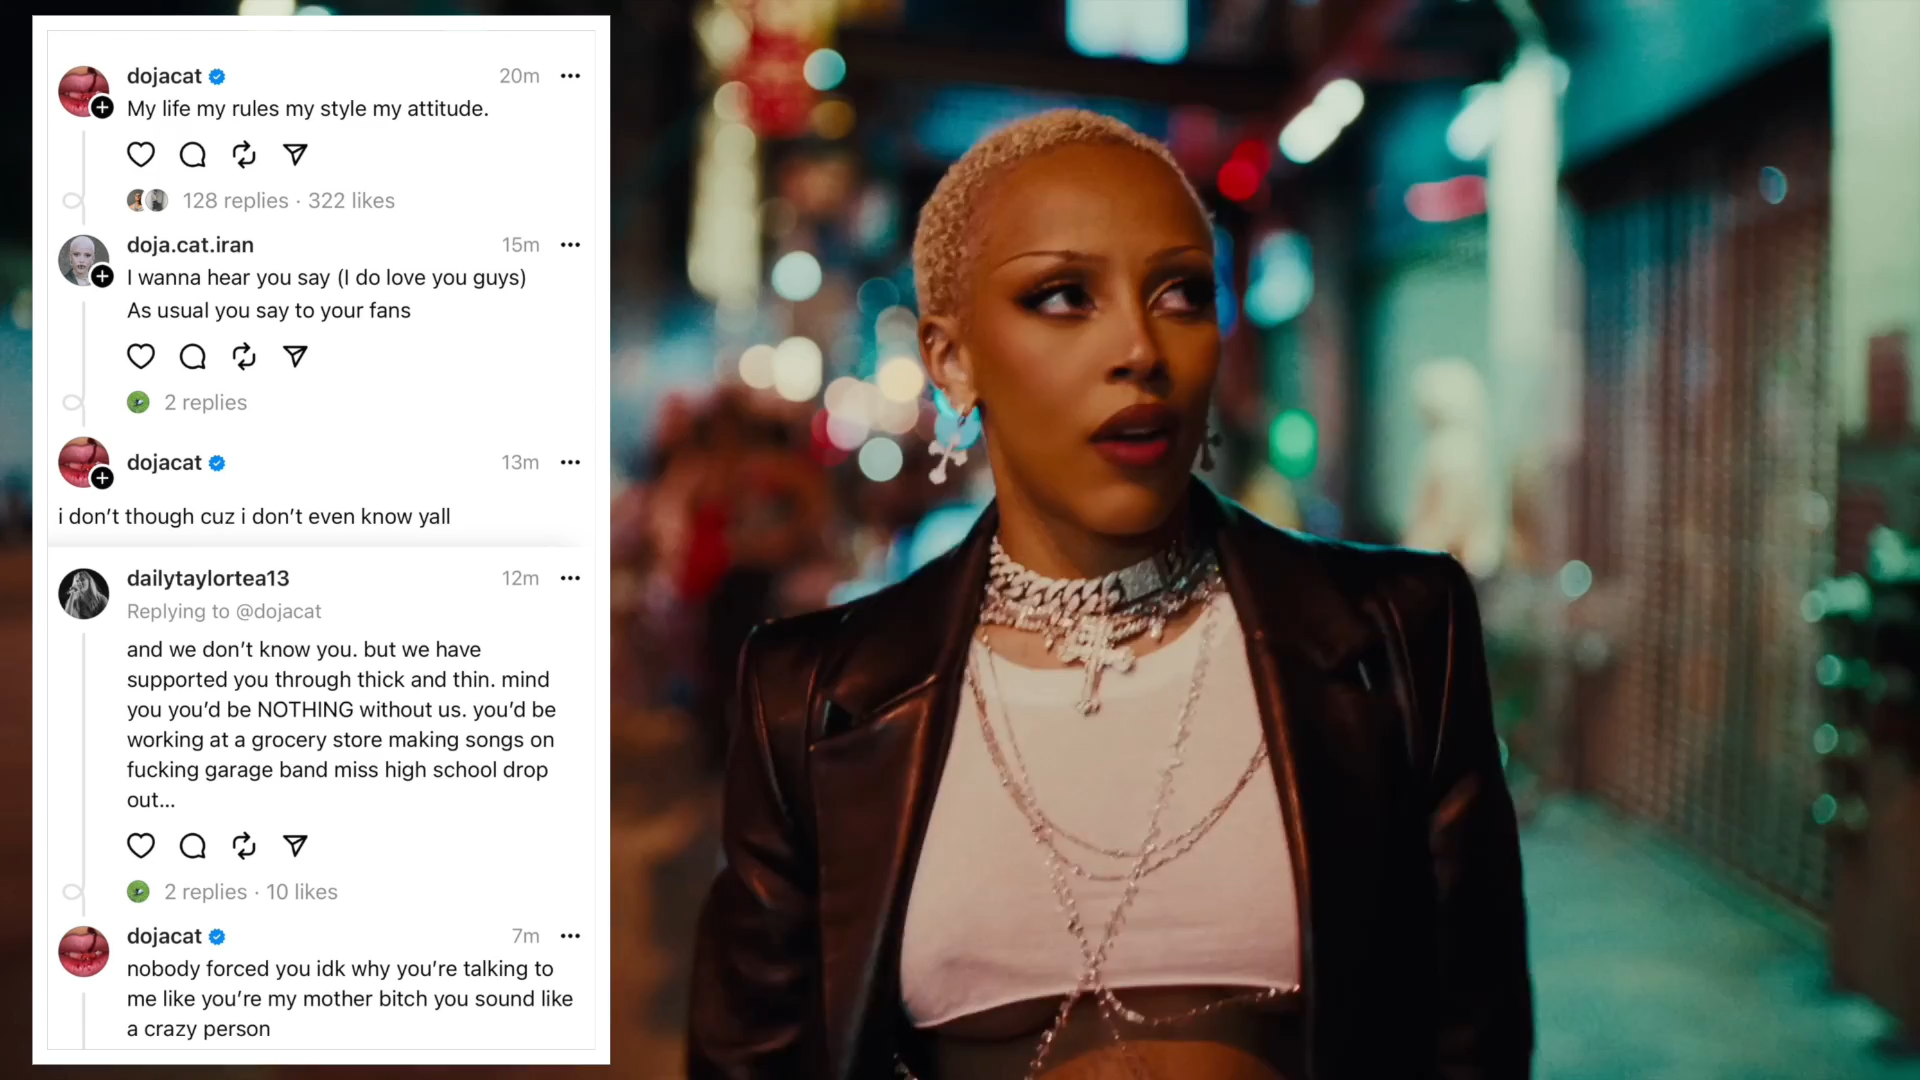 dojacat
20m
My life my rules my style my attitude.
128 replies · 322 likes
doja.cat.iran
15m
I wanna hear you say (I do love you guys)
As usual you say to your fans
2 replies
dojacat
13m
i don’t though cuz i don’t even know yall
dailytaylortea13
12m
Replying to @dojacat
and we don’t know you. but we have
supported you through thick and thin. mind
you you’d be NOTHING without us. you’d be
working at a grocery store making songs on
fucking garage band miss high school drop
out...
2 replies · 10 likes
dojacat
7m
nobody forced you idk why you’re talking to
me like you’re my mother bitch you sound like
a crazy person